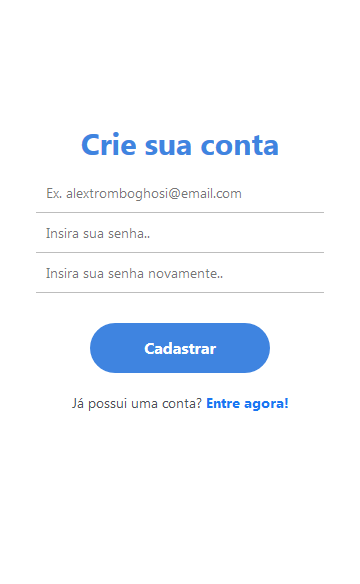 Crie sua conta
Ex. alextromboghosi@email.com
Insira sua senha..
Insira sua senha novamente..
Cadastrar
Já possui uma conta? Entre agora!